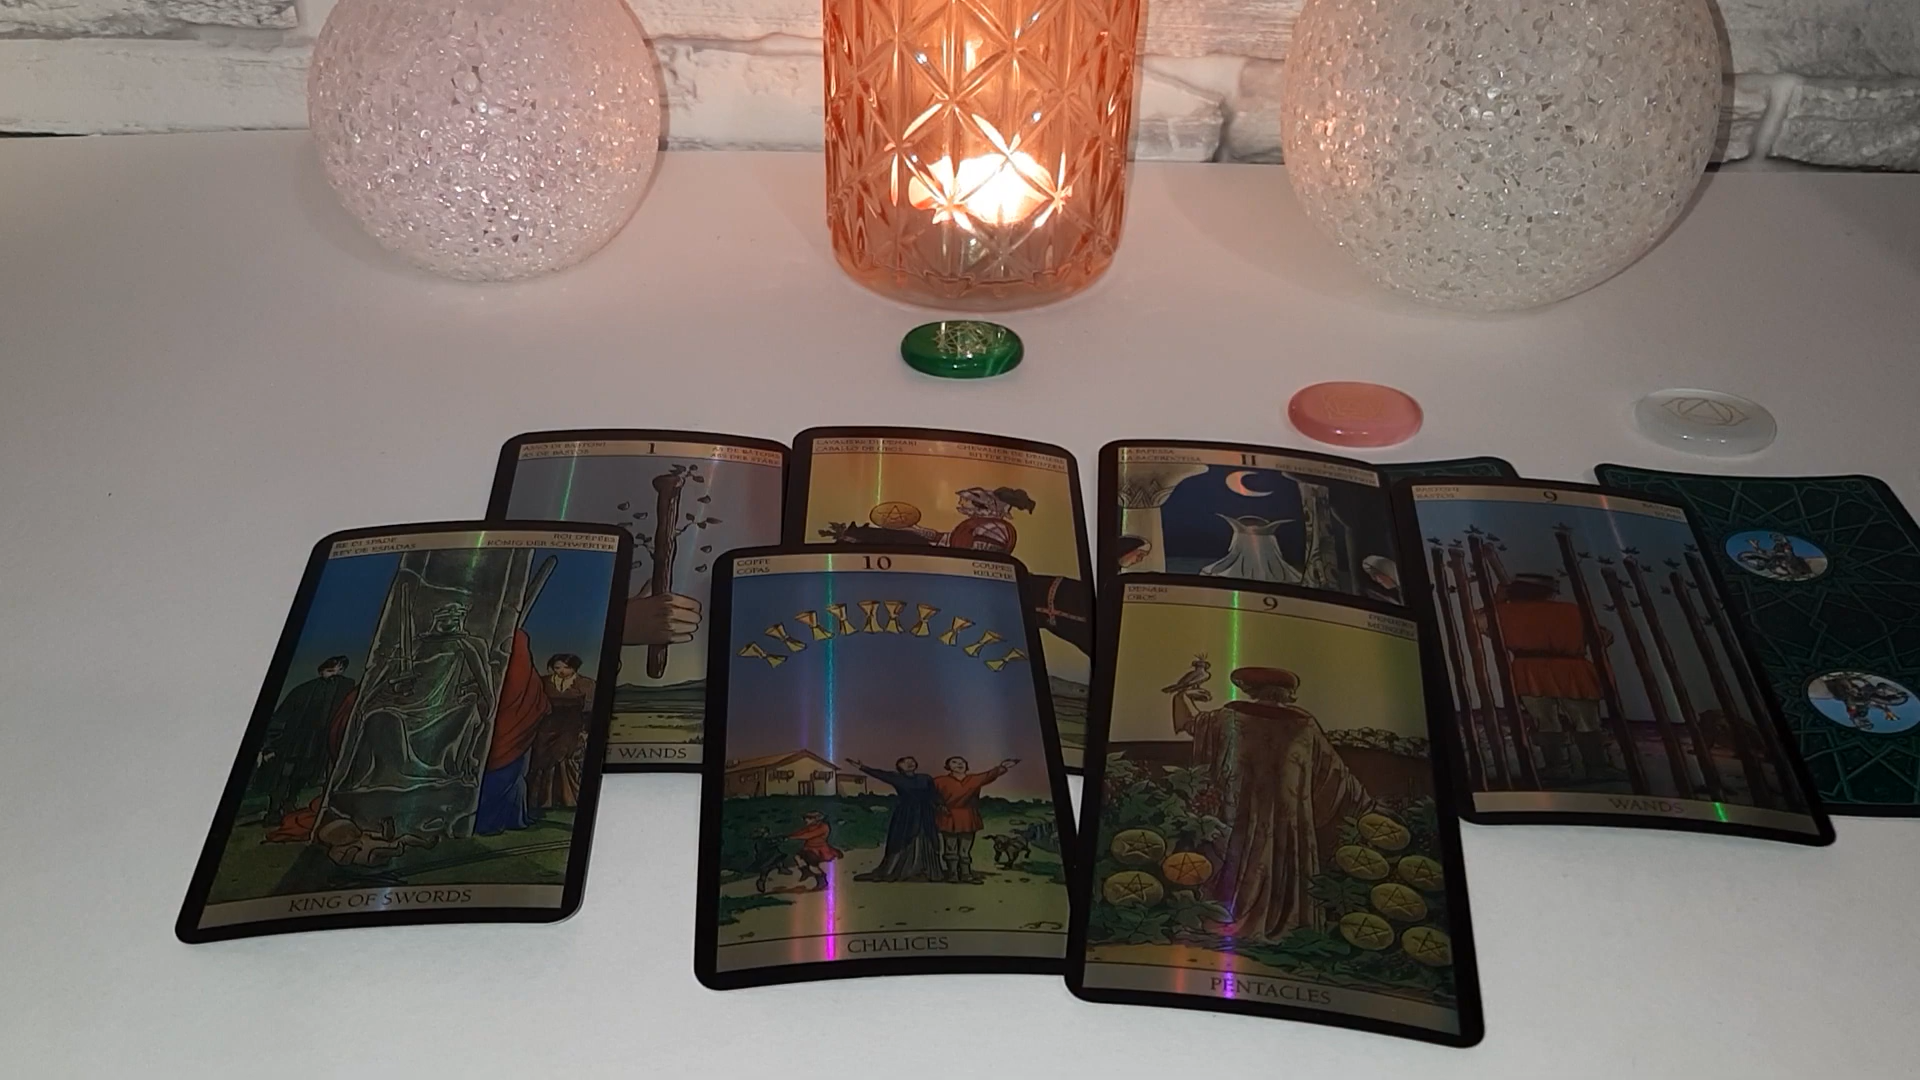 ASSO DI BASTONI
AS DE BASTOS
1
AS DE BÂTONS
ASS DER STÄBE
WANDS
CAVALIERE DI DENARI
CABALLO DE OROS
CHEVALIER DE DENIERS
RITTER DER MÜNZEN
LA PAPESSA
LA SACERDOTISA
II
BASTONI
BASTOS
9
WANDS
RE DI SPADE
REY DE ESPADAS
ROI D'ÉPÉES
KÖNIG DER SCHWERTER
KING OF SWORDS
COPPE
COPAS
10
COUPES
KELCHE
CHALICES
DENARI
OROS
9
DENIERS
MÜNZEN
PENTACLES